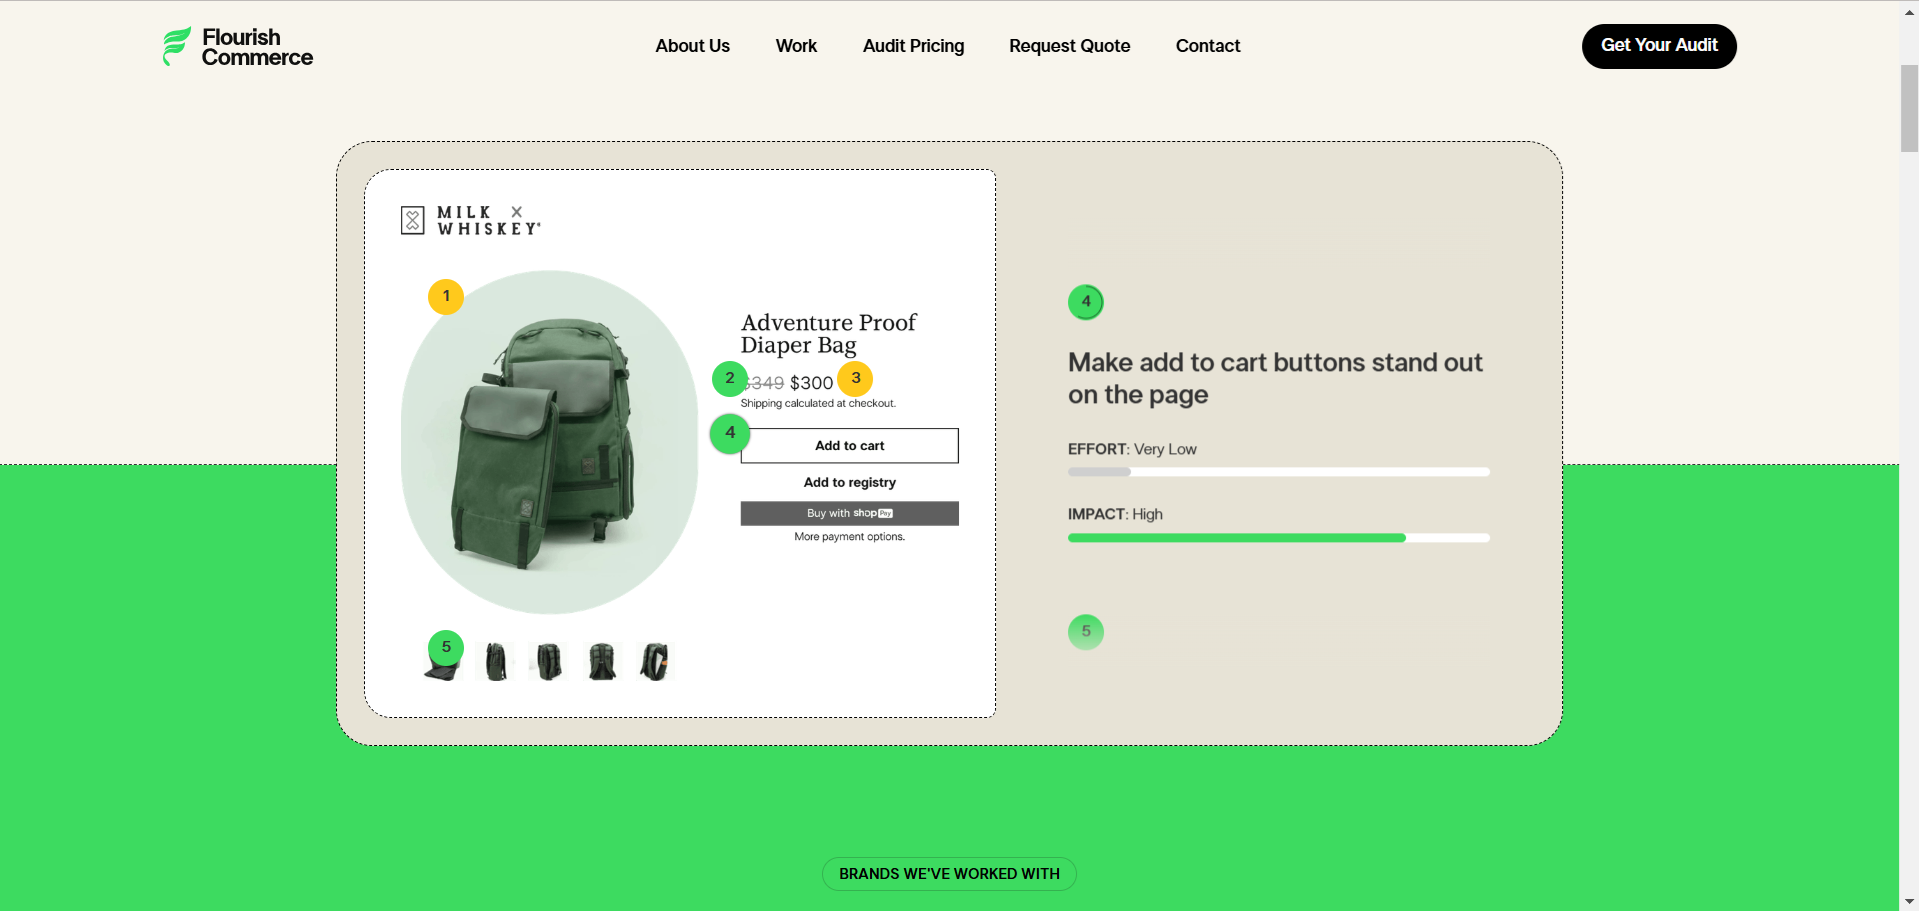 Flourish
Commerce
About Us
Work
Audit Pricing
Request Quote
Contact
Get Your Audit
MILK X
WHISKEY
1
Adventure Proof
Diaper Bag
2
$349 $300
3
Shipping calculated at checkout.
4
Add to cart
Add to registry
Buy with shop Pay
More payment options.
5
4
Make add to cart buttons stand out
on the page
EFFORT: Very Low
IMPACT: High
5
BRANDS WE'VE WORKED WITH